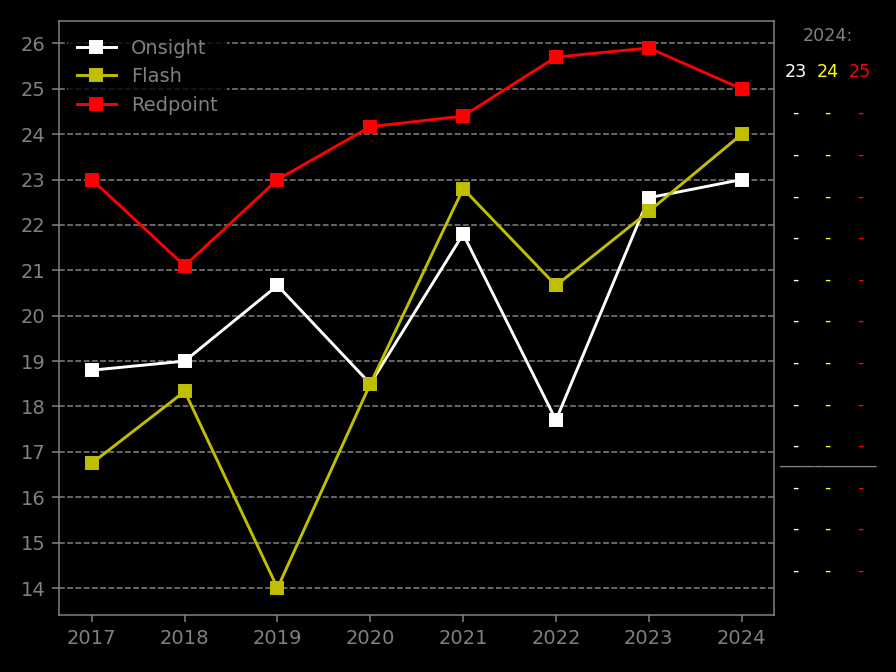 Onsight
Flash
Redpoint
26
25
24
23
22
21
20
19
18
17
16
15
14
2017 2018 2019 2020 2021 2022 2023 2024
2024:
23 24 25
- - -
- - -
- - -
- - -
- - -
- - -
- - -
- - -
- - -
- - -
- - -
- - -